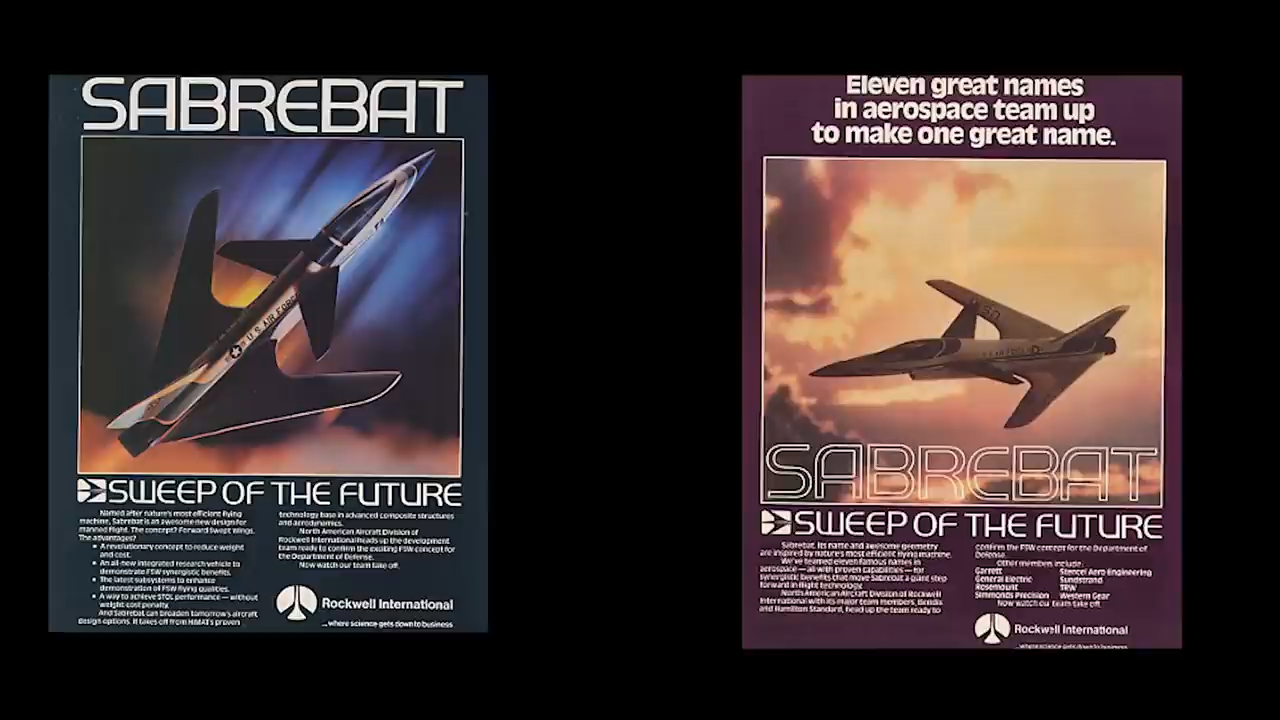 SABREBAT
U.S. AIR FORCE
SWEEP OF THE FUTURE
Named after nature's most efficient flying
machine, Sabrebat is an awesome new design for
manned flight. The concept? Forward Swept Wings.
The advantages?
■ A revolutionary concept to reduce weight
and cost.
■ An all-new integrated research vehicle to
demonstrate FSW synergistic benefits.
■ The latest subsystems to enhance
demonstration of FSW flying qualities.
■ A way to achieve STOL performance — without
weight cost penalty.
And Sabrebat can broaden tomorrow's aircraft
design options. It takes off from HiMAT's proven
technology base in advanced composite structures
and aerodynamics.
North American Aircraft Division of
Rockwell International heads up the development
team ready to confirm the exciting FSW concept for
the Department of Defense.
Now watch our team take off.
Rockwell International
...where science gets down to business
Eleven great names
in aerospace team up
to make one great name.
SABREBAT
SWEEP OF THE FUTURE
Sabrebat. Its name and awesome geometry
are inspired by nature's most efficient flying machine.
We've teamed eleven famous names in
aerospace — all with proven capabilities — for
synergistic benefits that move Sabrebat a giant step
forward in flight technology.
North American Aircraft Division of Rockwell
International with its major team members, Bendix
and Hamilton Standard, head up the team ready to
confirm the FSW concept for the Department of
Defense.
Other members include:
Garrett Stencel Aero Engineering
General Electric Sundstrand
Rosemount TRW
Simmonds Precision Western Gear
Now watch our team take off.
Rockwell International
...where science gets down to business